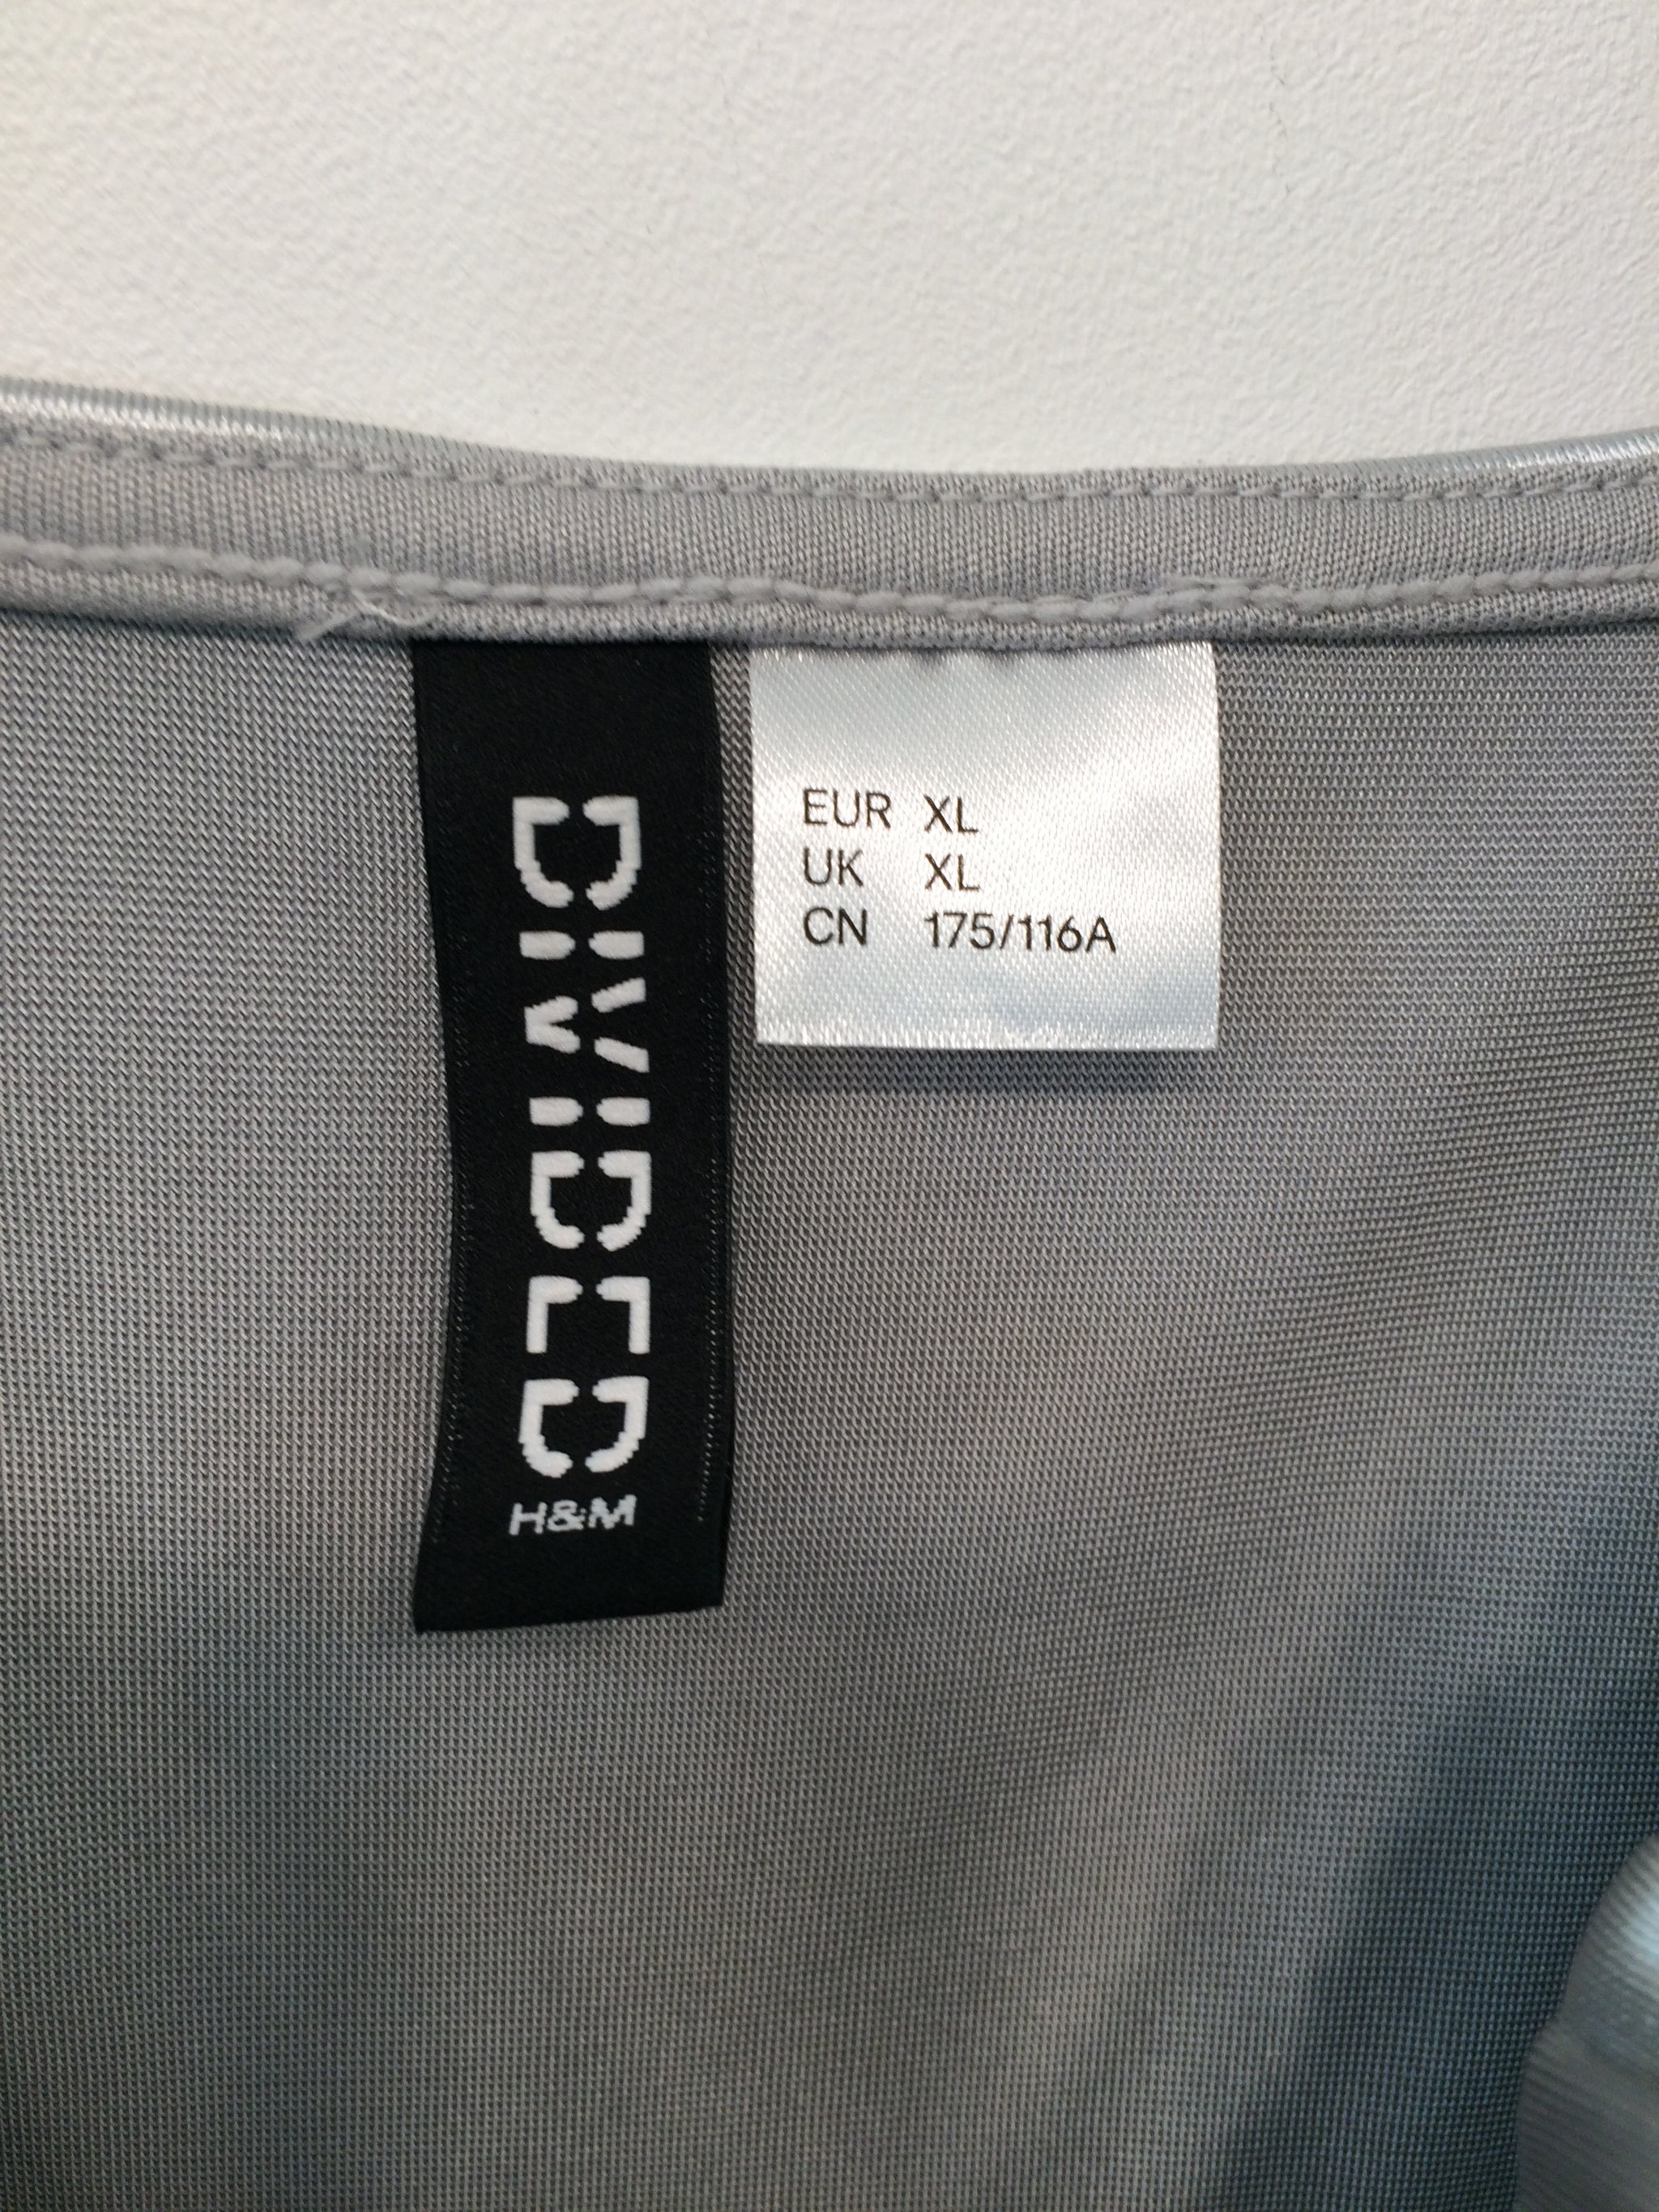 DIVIDED
H&M
EUR XL
UK XL
CN 175/116A